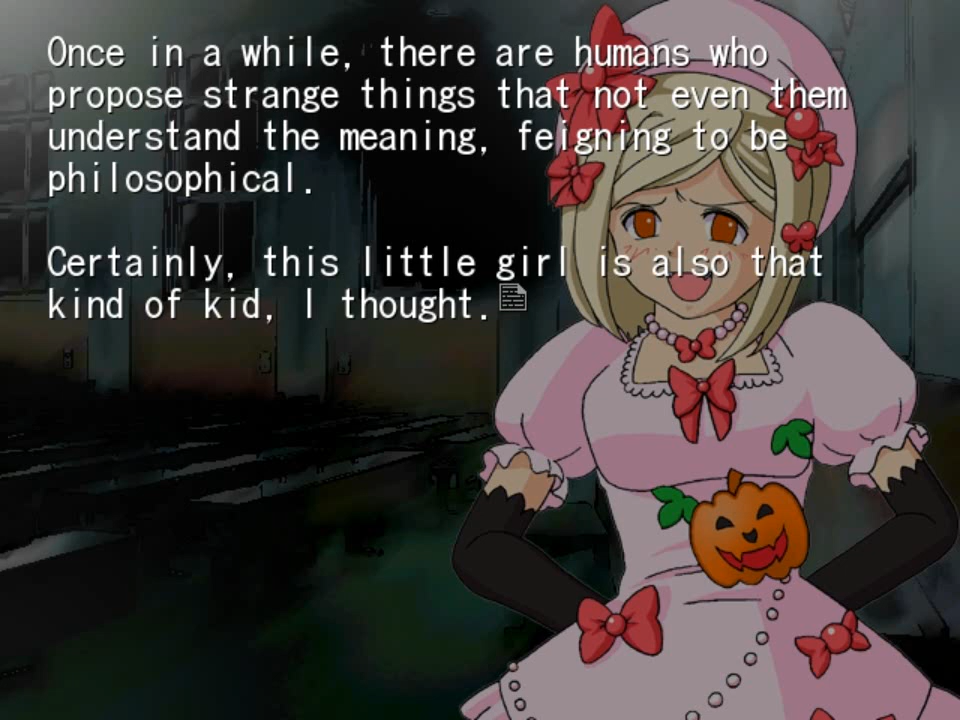 Once in a while, there are humans who
propose strange things that not even them
understand the meaning, feigning to be
philosophical.
Certainly, this little girl is also that
kind of kid, I thought.